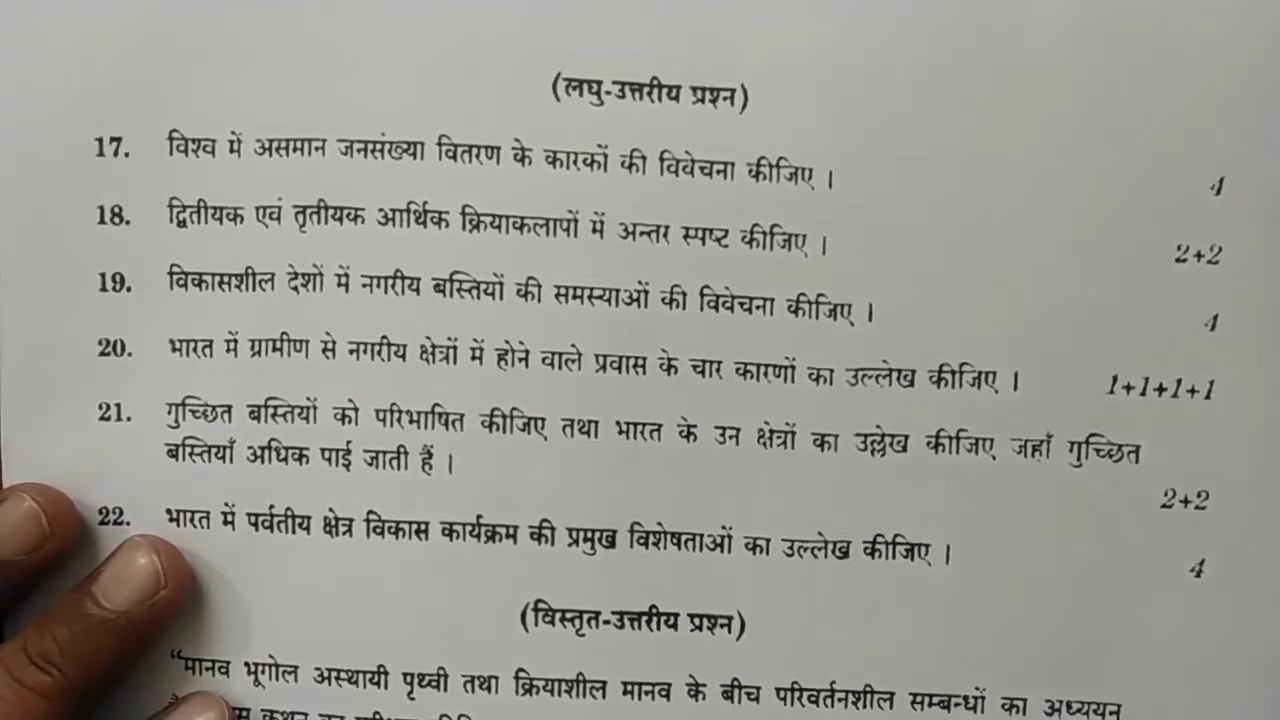 (लघु-उत्तरीय प्रश्न)
17. विश्व में असमान जनसंख्या वितरण के कारकों की विवेचना कीजिए । 4
18. द्वितीयक एवं तृतीयक आर्थिक क्रियाकलापों में अन्तर स्पष्ट कीजिए । 2+2
19. विकासशील देशों में नगरीय बस्तियों की समस्याओं की विवेचना कीजिए । 4
20. भारत में ग्रामीण से नगरीय क्षेत्रों में होने वाले प्रवास के चार कारणों का उल्लेख कीजिए । 1+1+1+1
21. गुच्छित बस्तियों को परिभाषित कीजिए तथा भारत के उन क्षेत्रों का उल्लेख कीजिए जहाँ गुच्छित
बस्तियाँ अधिक पाई जाती हैं । 2+2
22. भारत में पर्वतीय क्षेत्र विकास कार्यक्रम की प्रमुख विशेषताओं का उल्लेख कीजिए । 4
(विस्तृत-उत्तरीय प्रश्न)
“मानव भूगोल अस्थायी पृथ्वी तथा क्रियाशील मानव के बीच परिवर्तनशील सम्बन्धों का अध्ययन